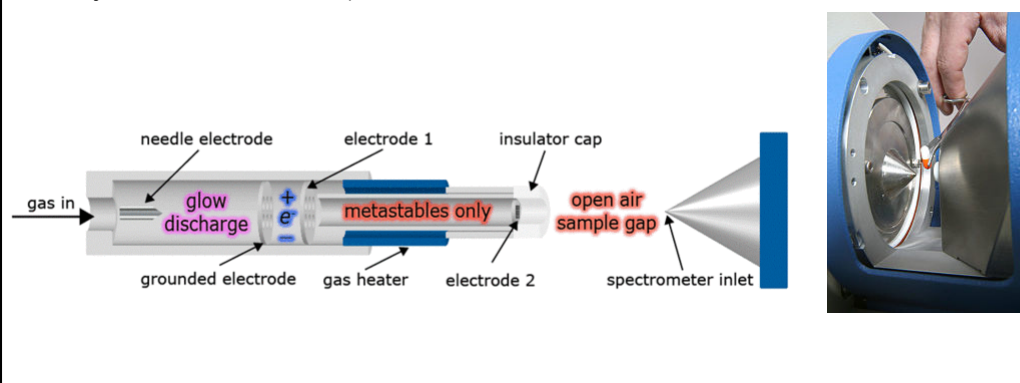 needle electrode
electrode 1
insulator cap
gas in
glow
discharge
+
e-
−
metastables only
open air
sample gap
grounded electrode
gas heater
electrode 2
spectrometer inlet